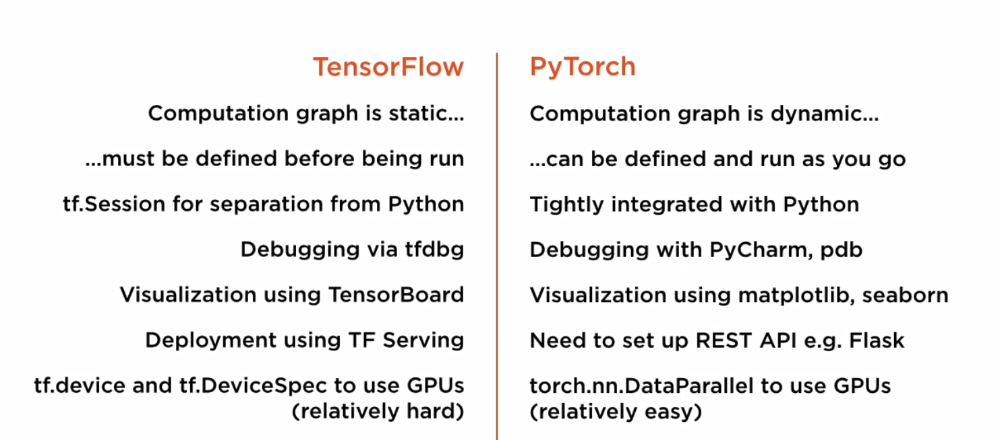 TensorFlow
Computation graph is static...
...must be defined before being run
tf.Session for separation from Python
Debugging via tfdbg
Visualization using TensorBoard
Deployment using TF Serving
tf.device and tf.DeviceSpec to use GPUs
(relatively hard)
PyTorch
Computation graph is dynamic...
...can be defined and run as you go
Tightly integrated with Python
Debugging with PyCharm, pdb
Visualization using matplotlib, seaborn
Need to set up REST API e.g. Flask
torch.nn.DataParallel to use GPUs
(relatively easy)